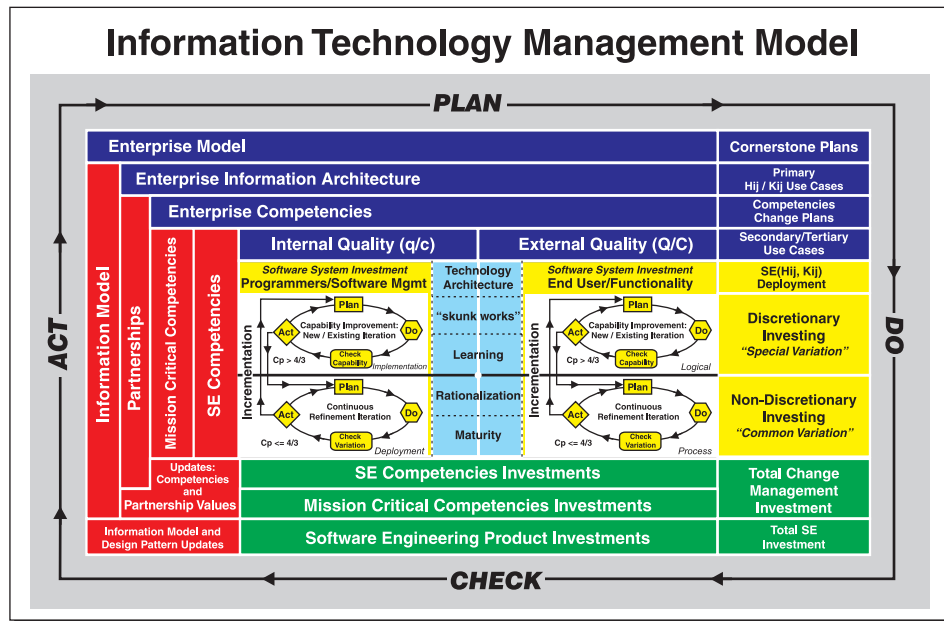 Information Technology Management Model
PLAN
Enterprise Model
Cornerstone Plans
Enterprise Information Architecture
Primary
Hij / Kij Use Cases
Enterprise Competencies
Competencies
Change Plans
Internal Quality (q/c)
External Quality (Q/C)
Secondary/Tertiary
Use Cases
ACT
Information Model
Partnerships
Mission Critical Competencies
SE Competencies
Software System Investment
Programmers/Software Mgmt
Incrementation
Plan
Act
Capability Improvement:
New / Existing Iteration
Do
Cp > 4/3
Check
Capability
Implementation
Plan
Act
Continuous
Refinement Iteration
Do
Cp <= 4/3
Check
Variation
Deployment
Technology
Architecture
“skunk works”
Learning
Rationalization
Maturity
Software System Investment
End User/Functionality
Incrementation
Plan
Act
Capability Improvement:
New / Existing Iteration
Do
Cp > 4/3
Check
Capability
Logical
Plan
Act
Continuous
Refinement Iteration
Do
Cp <= 4/3
Check
Variation
Process
SE(Hij, Kij)
Deployment
Discretionary
Investing
“Special Variation”
Non-Discretionary
Investing
“Common Variation”
DO
Updates:
Competencies
and
Partnership Values
SE Competencies Investments
Mission Critical Competencies Investments
Total Change
Management
Investment
Information Model and
Design Pattern Updates
Software Engineering Product Investments
Total SE
Investment
CHECK